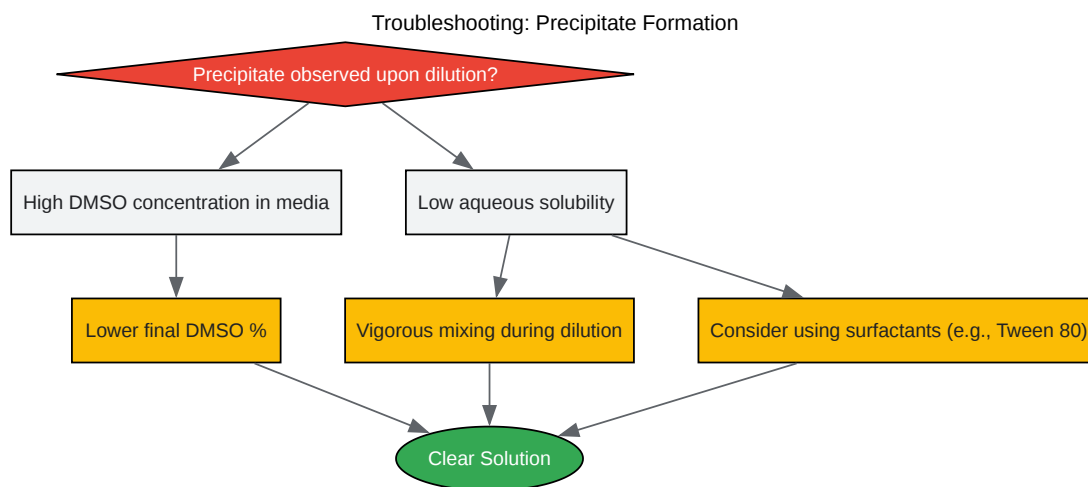 Troubleshooting: Precipitate Formation
Precipitate observed upon dilution?
High DMSO concentration in media
Low aqueous solubility
Lower final DMSO %
Vigorous mixing during dilution
Consider using surfactants (e.g., Tween 80)
Clear Solution